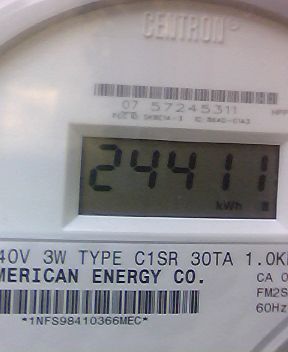 CENTRON
07 57245311
24411
kWh
40V 3W TYPE C1SR 30TA 1.0K
MERICAN ENERGY CO.
CA 0
FM2S
60Hz
*1NFS98410366MEC*